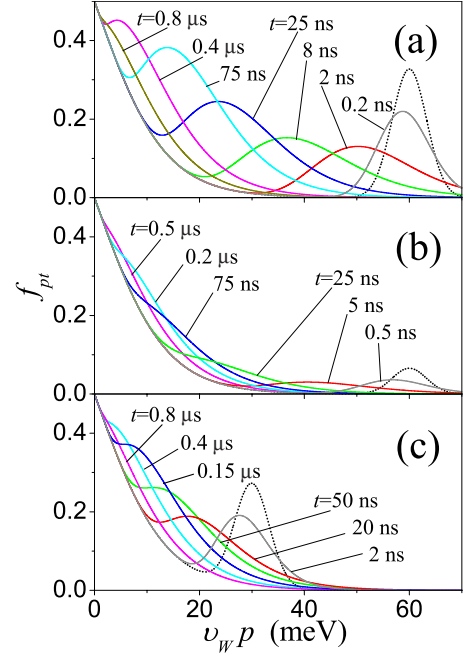 0.4
0.2
0.0
t=0.8 μs
0.4 μs
75 ns
t=25 ns
8 ns
2 ns
0.2 ns
(a)
0.4
0.2
0.0
t=0.5 μs
0.2 μs
75 ns
t=25 ns
5 ns
0.5 ns
(b)
f_pt
0.4
0.2
0.0
t=0.8 μs
0.4 μs
0.15 μs
t=50 ns
20 ns
2 ns
(c)
0 20 40 60
υ_W p (meV)